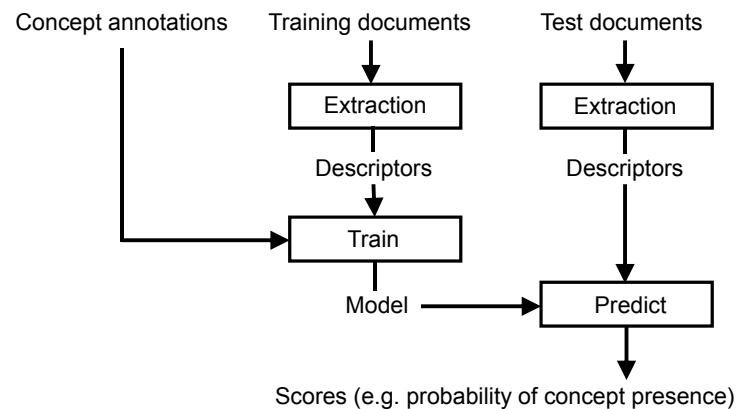 Concept annotations
Training documents
Test documents
Extraction
Extraction
Descriptors
Descriptors
Train
Model
Predict
Scores (e.g. probability of concept presence)